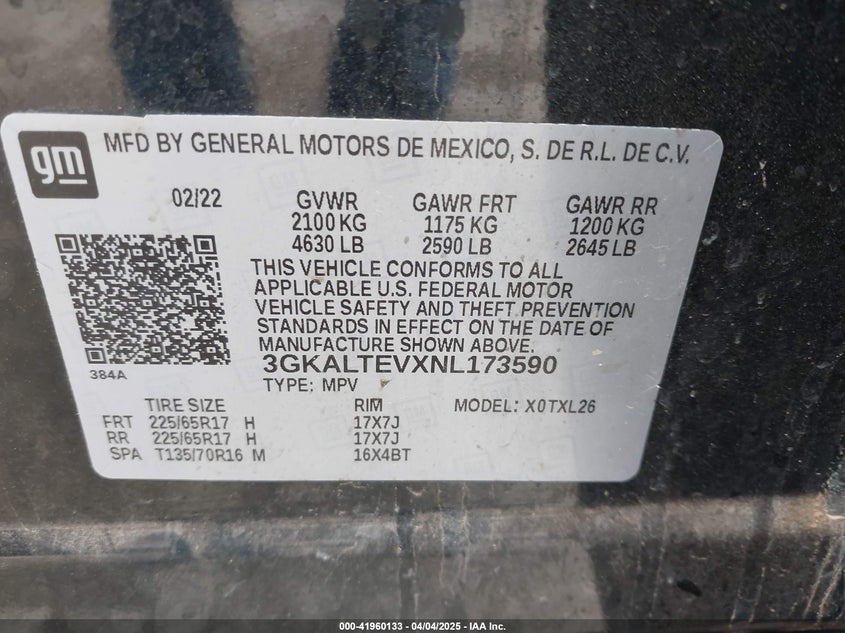 gm
MFD BY GENERAL MOTORS DE MEXICO, S. DE R.L. DE C.V.
02/22 GVWR GAWR FRT GAWR RR
2100 KG 1175 KG 1200 KG
4630 LB 2590 LB 2645 LB
THIS VEHICLE CONFORMS TO ALL
APPLICABLE U.S. FEDERAL MOTOR
VEHICLE SAFETY AND THEFT PREVENTION
STANDARDS IN EFFECT ON THE DATE OF
MANUFACTURE SHOWN ABOVE.
3GKALTEVXNL173590
384A
TYPE: MPV
TIRE SIZE RIM MODEL: X0TXL26
FRT 225/65R17 H 17X7J
RR 225/65R17 H 17X7J
SPA T135/70R16 M 16X4BT
000-41960133 - 04/04/2025 - IAA Inc.